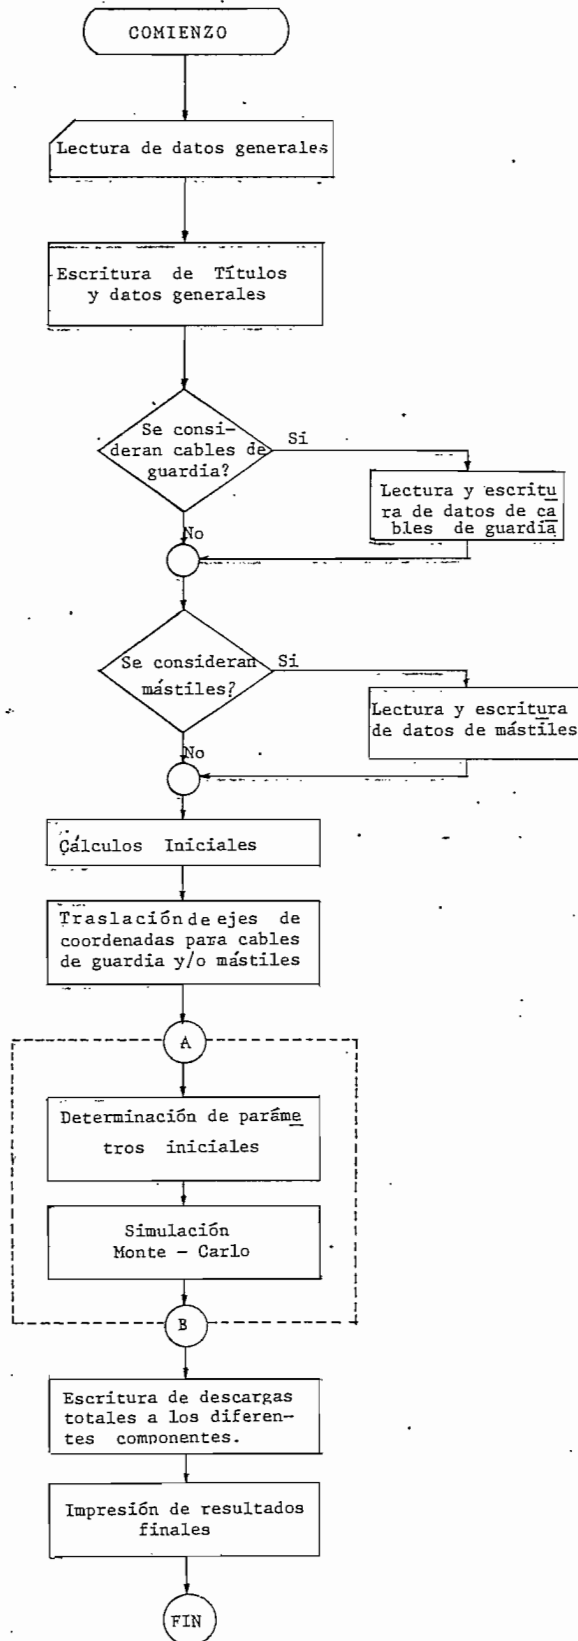 COMIENZO
Lectura de datos generales
Escritura de Títulos
y datos generales
Se consi-
deran cables de
guardia?
Si
Lectura y escritu
ra de datos de ca
bles de guardia
No
Se consideran
mástiles?
Si
Lectura y escritura
de datos de mástiles
No
Cálculos Iniciales
Traslación de ejes de
coordenadas para cables
de guardia y/o mástiles
A
Determinación de paráme
tros iniciales
Simulación
Monte - Carlo
B
Escritura de descargas
totales a los diferen-
tes componentes.
Impresión de resultados
finales
FIN